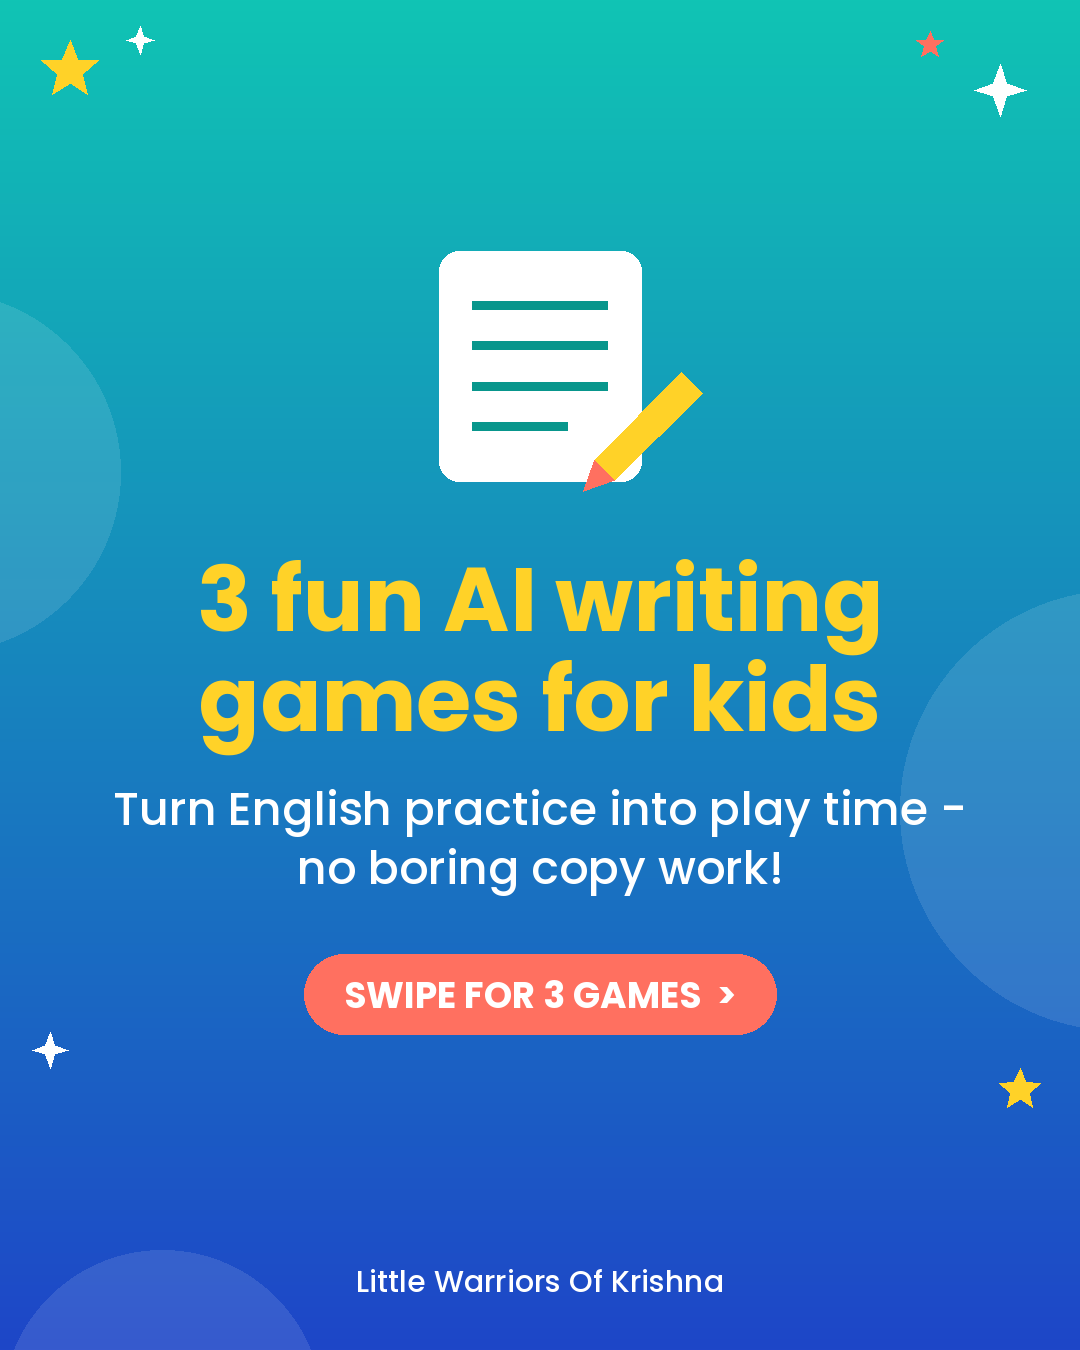 3 fun AI writing
games for kids
Turn English practice into play time -
no boring copy work!
SWIPE FOR 3 GAMES >
Little Warriors Of Krishna